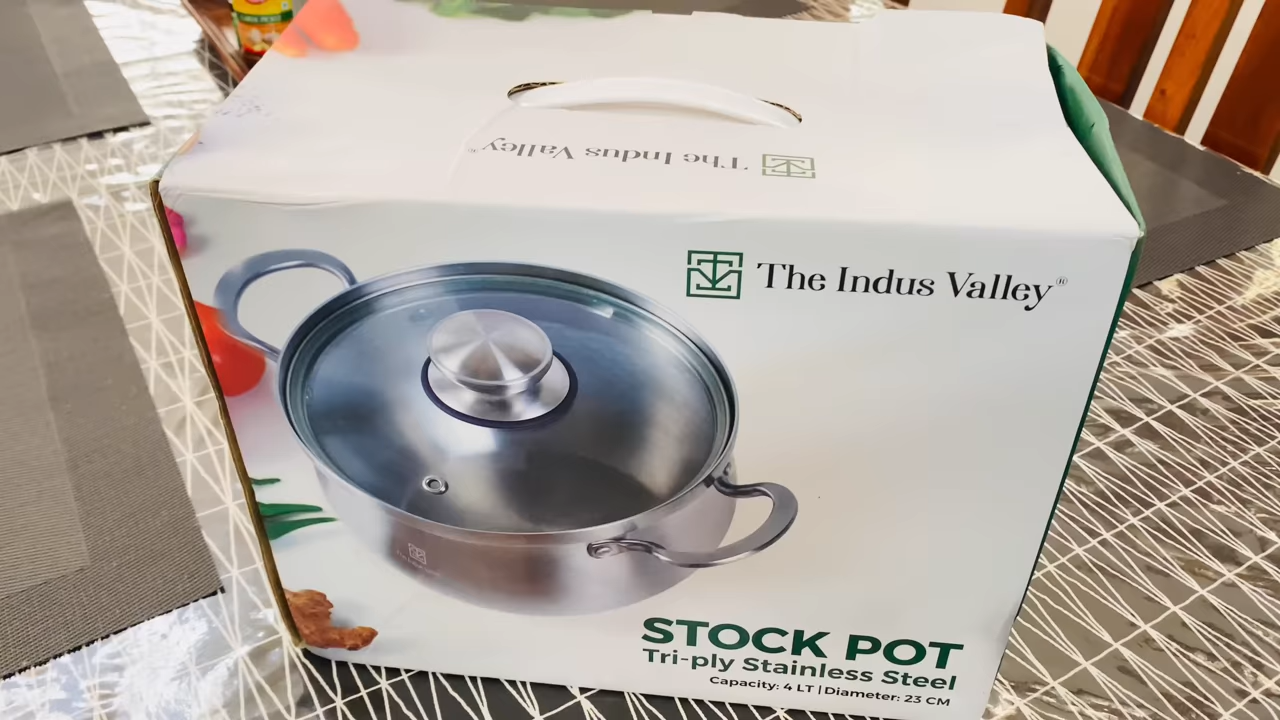 The Indus Valley®
The Indus Valley®
STOCK POT
Tri-ply Stainless Steel
Capacity: 4 LT | Diameter: 23 CM